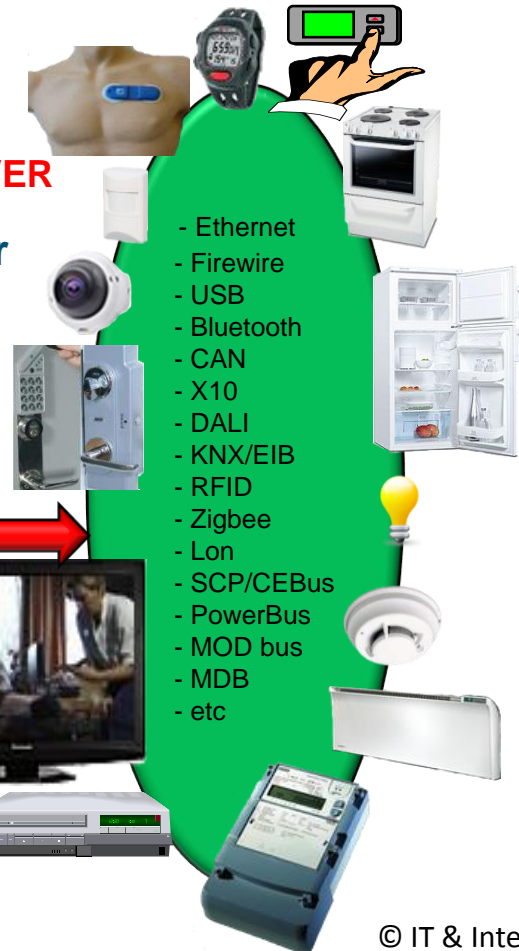 VER
r
- Ethernet
- Firewire
- USB
- Bluetooth
- CAN
- X10
- DALI
- KNX/EIB
- RFID
- Zigbee
- Lon
- SCP/CEBus
- PowerBus
- MOD bus
- MDB
- etc
© IT & Inte